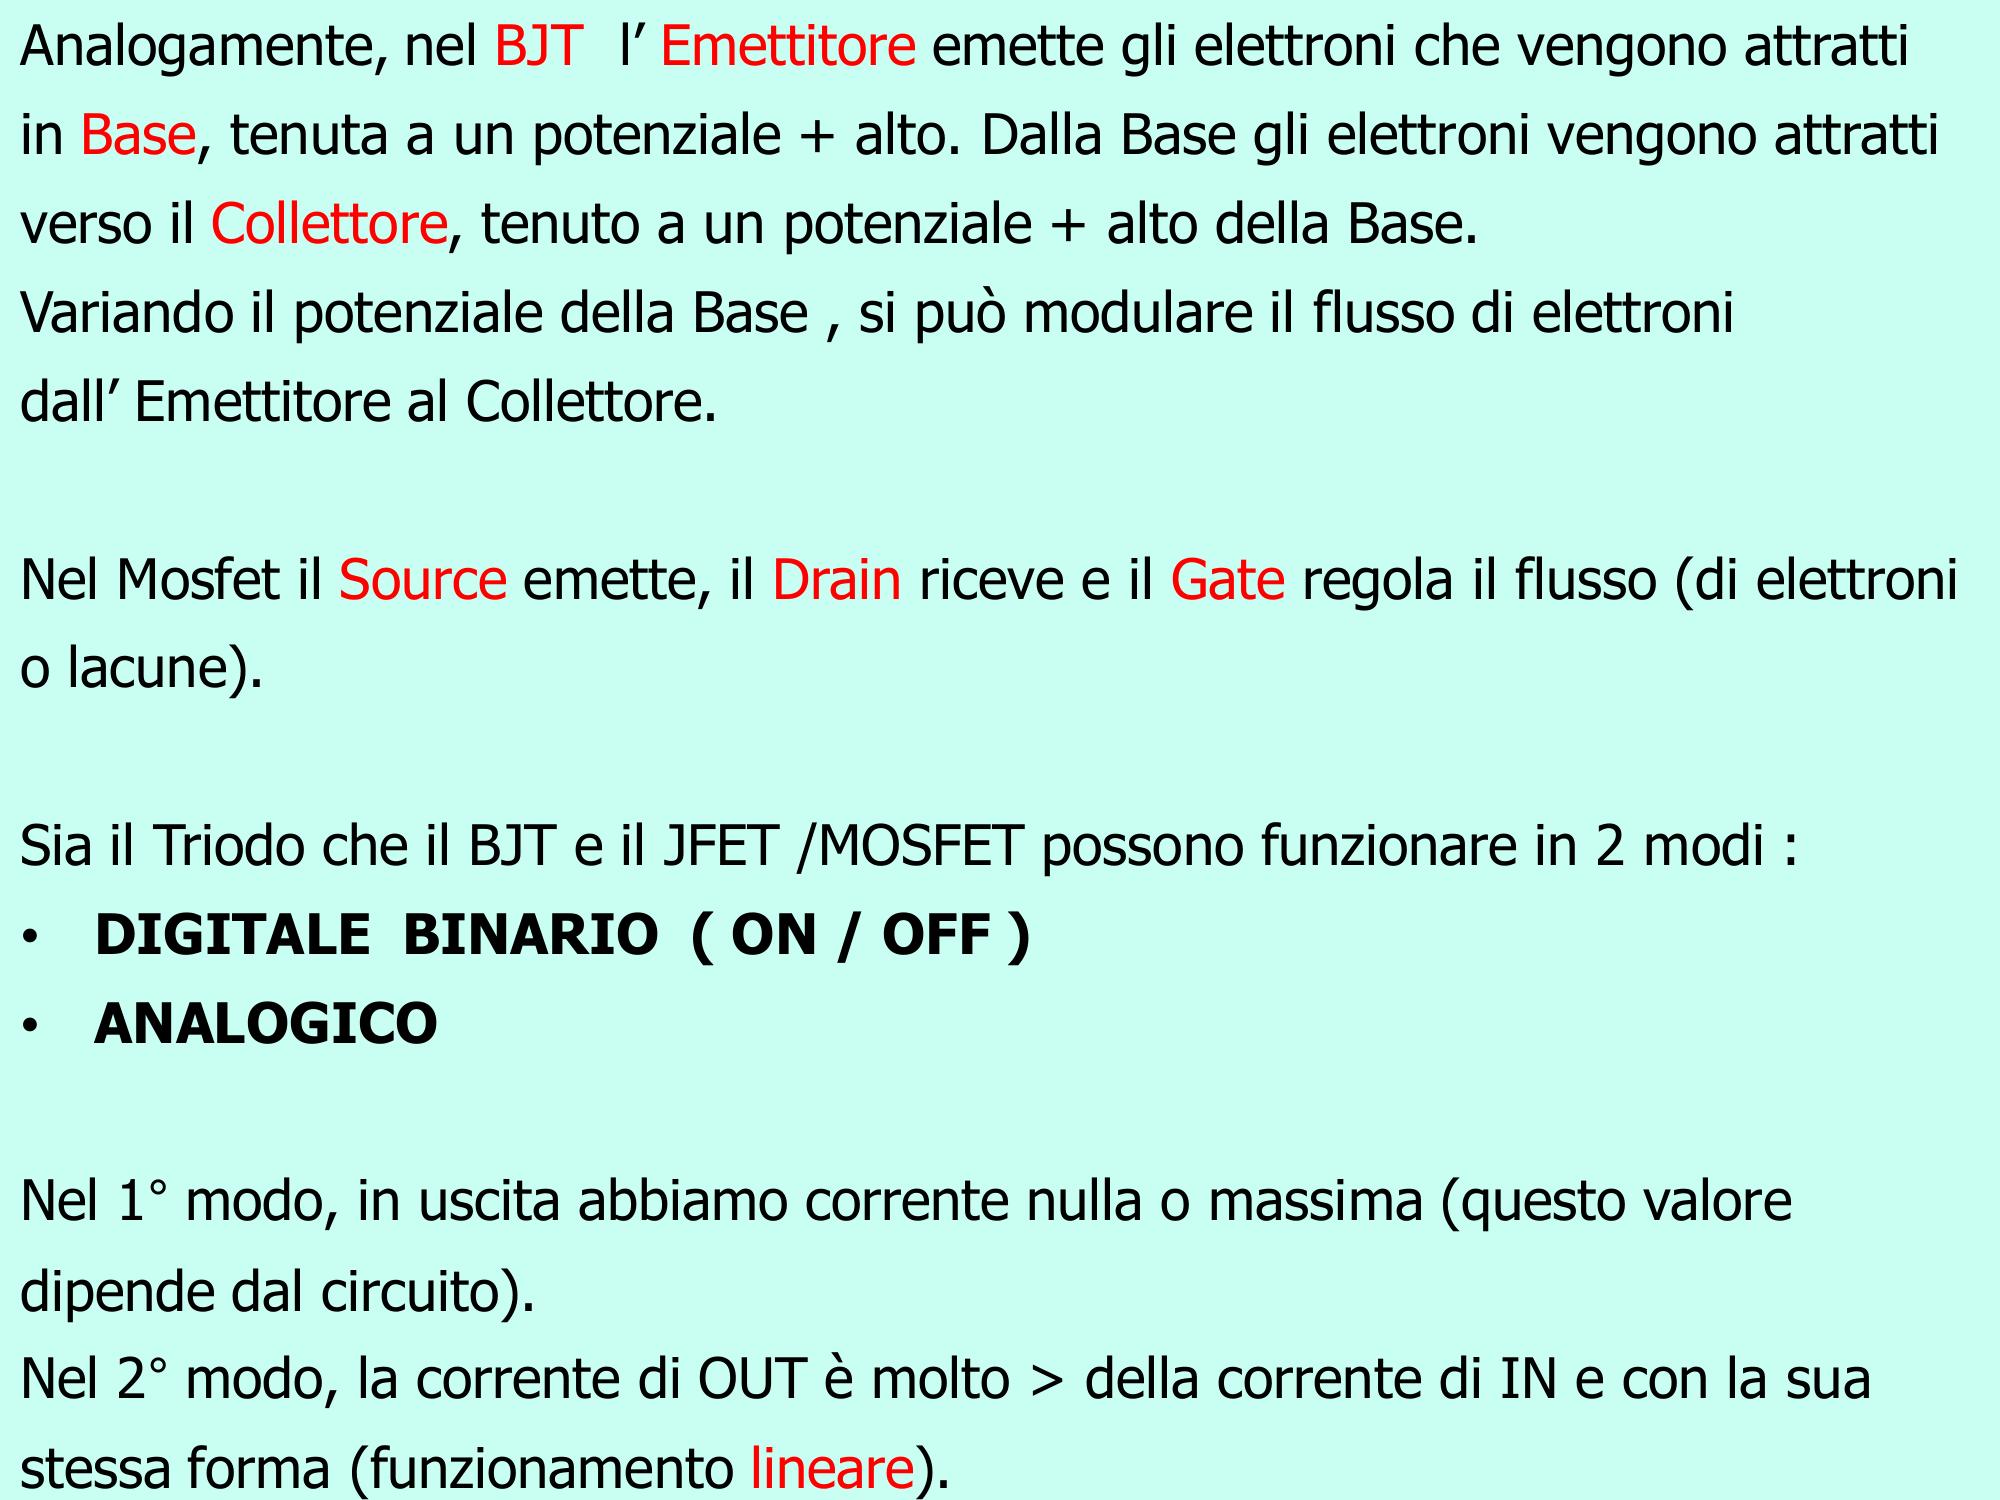 Analogamente, nel BJT  l’ Emettitore emette gli elettroni che vengono attratti
in Base, tenuta a un potenziale + alto. Dalla Base gli elettroni vengono attratti
verso il Collettore, tenuto a un potenziale + alto della Base.
Variando il potenziale della Base , si può modulare il flusso di elettroni
dall’ Emettitore al Collettore.
Nel Mosfet il Source emette, il Drain riceve e il Gate regola il flusso (di elettroni
o lacune).
Sia il Triodo che il BJT e il JFET /MOSFET possono funzionare in 2 modi :
• DIGITALE  BINARIO  ( ON / OFF )
• ANALOGICO
Nel 1° modo, in uscita abbiamo corrente nulla o massima (questo valore
dipende dal circuito).
Nel 2° modo, la corrente di OUT è molto > della corrente di IN e con la sua
stessa forma (funzionamento lineare).